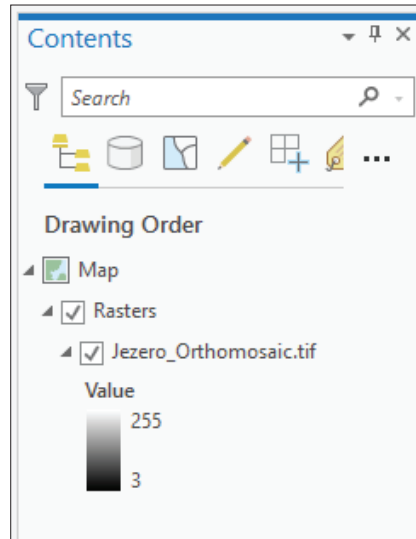 Contents
Search
Drawing Order
Map
Rasters
Jezero_Orthomosaic.tif
Value
255
3